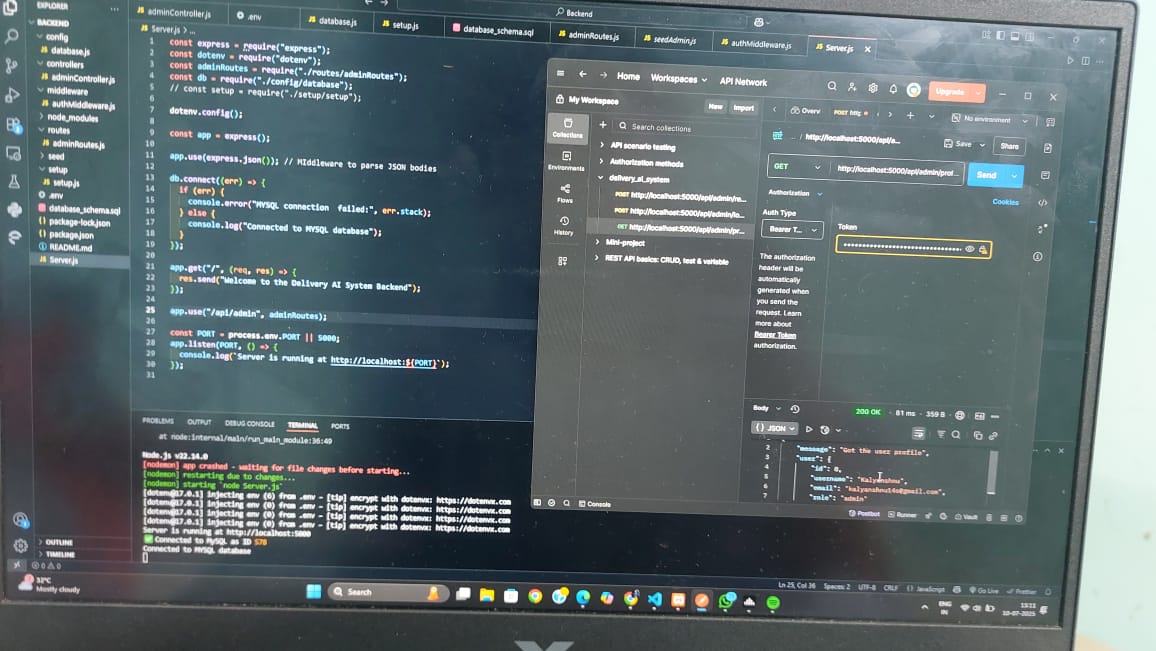 EXPLORER
BACKEND
config
database.js
controllers
adminController.js
middleware
authMiddleware.js
node_modules
routes
adminRoutes.js
seed
setup
setup.js
.env
database_schema.sql
package-lock.json
package.json
README.md
Server.js
OUTLINE
TIMELINE
Backend
adminController.js
.env
database.js
setup.js
database_schema.sql
adminRoutes.js
seedAdmin.js
authMiddleware.js
Server.js
Server.js > ...
1 const express = require("express");
2 const dotenv = require("dotenv");
3 const adminRoutes = require("./routes/adminRoutes");
4 const db = require("./config/database");
5 // const setup = require("./setup/setup");
6
7 dotenv.config();
8
9 const app = express();
10
11 app.use(express.json()); // MIddleware to parse JSON bodies
12
13 db.connect((err) => {
14 if (err) {
15 console.error("MYSQL connection failed:", err.stack);
16 } else {
17 console.log("Connected to MYSQL database");
18 }
19 });
20
21 app.get("/", (req, res) => {
22 res.send("Welcome to the Delivery AI System Backend");
23 });
24
25 app.use("/api/admin", adminRoutes);
26
27 const PORT = process.env.PORT || 5000;
28 app.listen(PORT, () => {
29 console.log(`Server is running at http://localhost:${PORT}`);
30 });
31
PROBLEMS OUTPUT DEBUG CONSOLE TERMINAL PORTS
at node:internal/main/run_main_module:36:49
Node.js v22.14.0
[nodemon] app crashed - waiting for file changes before starting...
[nodemon] restarting due to changes...
[nodemon] starting `node Server.js`
[dotenv@17.0.1] injecting env (0) from .env – [tip] encrypt with dotenvx: https://dotenvx.com
[dotenv@17.0.1] injecting env (0) from .env – [tip] encrypt with dotenvx: https://dotenvx.com
[dotenv@17.0.1] injecting env (0) from .env – [tip] encrypt with dotenvx: https://dotenvx.com
[dotenv@17.0.1] injecting env (0) from .env – [tip] encrypt with dotenvx: https://dotenvx.com
Server is running at http://localhost:5000
✅ Connected to MySQL as ID 578
Connected to MYSQL database
Home Workspaces API Network Upgrade
My Workspace New Import
Overv POST http No environment
Collections
Environments
Flows
History
Search collections
API scenario testing
Authorization methods
delivery_ai_system
POST http://localhost:5000/api/admin/re...
POST http://localhost:5000/api/admin/lo...
GET http://localhost:5000/api/admin/pr...
Mini-project
REST API basics: CRUD, test & variable
http://localhost:5000/api/a... Save Share
GET http://localhost:5000/api/admin/prof... Send
Authorization Cookies
Auth Type
Bearer T...
The authorization
header will be
automatically
generated when
you send the
request. Learn
more about
Bearer Token
authorization.
Token
Body 200 OK 81 ms 359 B
{} JSON
2 "message": "Got the user profile",
3 "user": {
4 "id": 8,
5 "username": "Kalyanshnu",
6
7 "role": "admin"
Console Postbot Runner Vault
0 0 Ln 25, Col 36 Spaces: 2 UTF-8 CRLF {} JavaScript Go Live Prettier
32°C
Mostly cloudy
Search
ENG
IN
13:11
10-07-2025